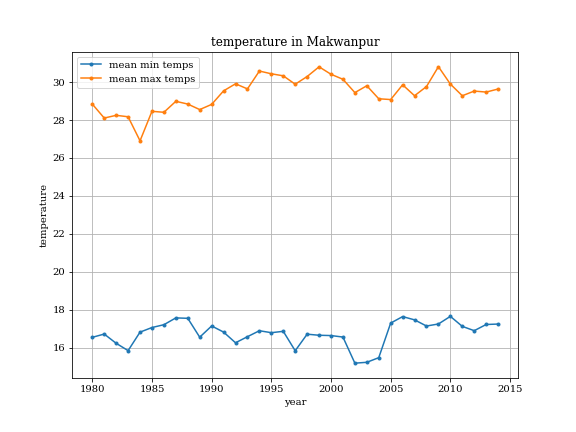 temperature in Makwanpur
mean min temps
mean max temps
30
28
26
24
22
20
18
16
temperature
1980 1985 1990 1995 2000 2005 2010 2015
year